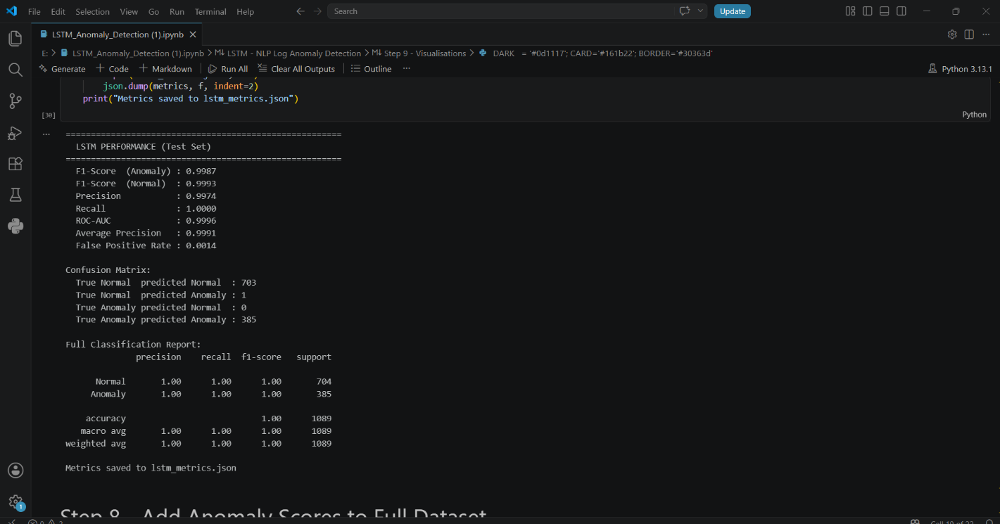 File Edit Selection View Go Run Terminal Help Search Update
LSTM_Anomaly_Detection (1).ipynb
E: > LSTM_Anomaly_Detection (1).ipynb > M↓ LSTM - NLP Log Anomaly Detection > M↓ Step 9 - Visualisations > DARK = '#0d1117'; CARD='#161b22'; BORDER='#30363d'
Generate + Code + Markdown Run All Clear All Outputs Outline ... Python 3.13.1
json.dump(metrics, f, indent=2)
print("Metrics saved to lstm_metrics.json")
[30] Python
...
=======================================================
LSTM PERFORMANCE (Test Set)
=======================================================
F1-Score (Anomaly) : 0.9987
F1-Score (Normal) : 0.9993
Precision : 0.9974
Recall : 1.0000
ROC-AUC : 0.9996
Average Precision : 0.9991
False Positive Rate : 0.0014
Confusion Matrix:
True Normal predicted Normal : 703
True Normal predicted Anomaly : 1
True Anomaly predicted Normal : 0
True Anomaly predicted Anomaly : 385
Full Classification Report:
precision recall f1-score support
Normal 1.00 1.00 1.00 704
Anomaly 1.00 1.00 1.00 385
accuracy 1.00 1089
macro avg 1.00 1.00 1.00 1089
weighted avg 1.00 1.00 1.00 1089
Metrics saved to lstm_metrics.json
1
Add Anomaly Scores to Full Dataset